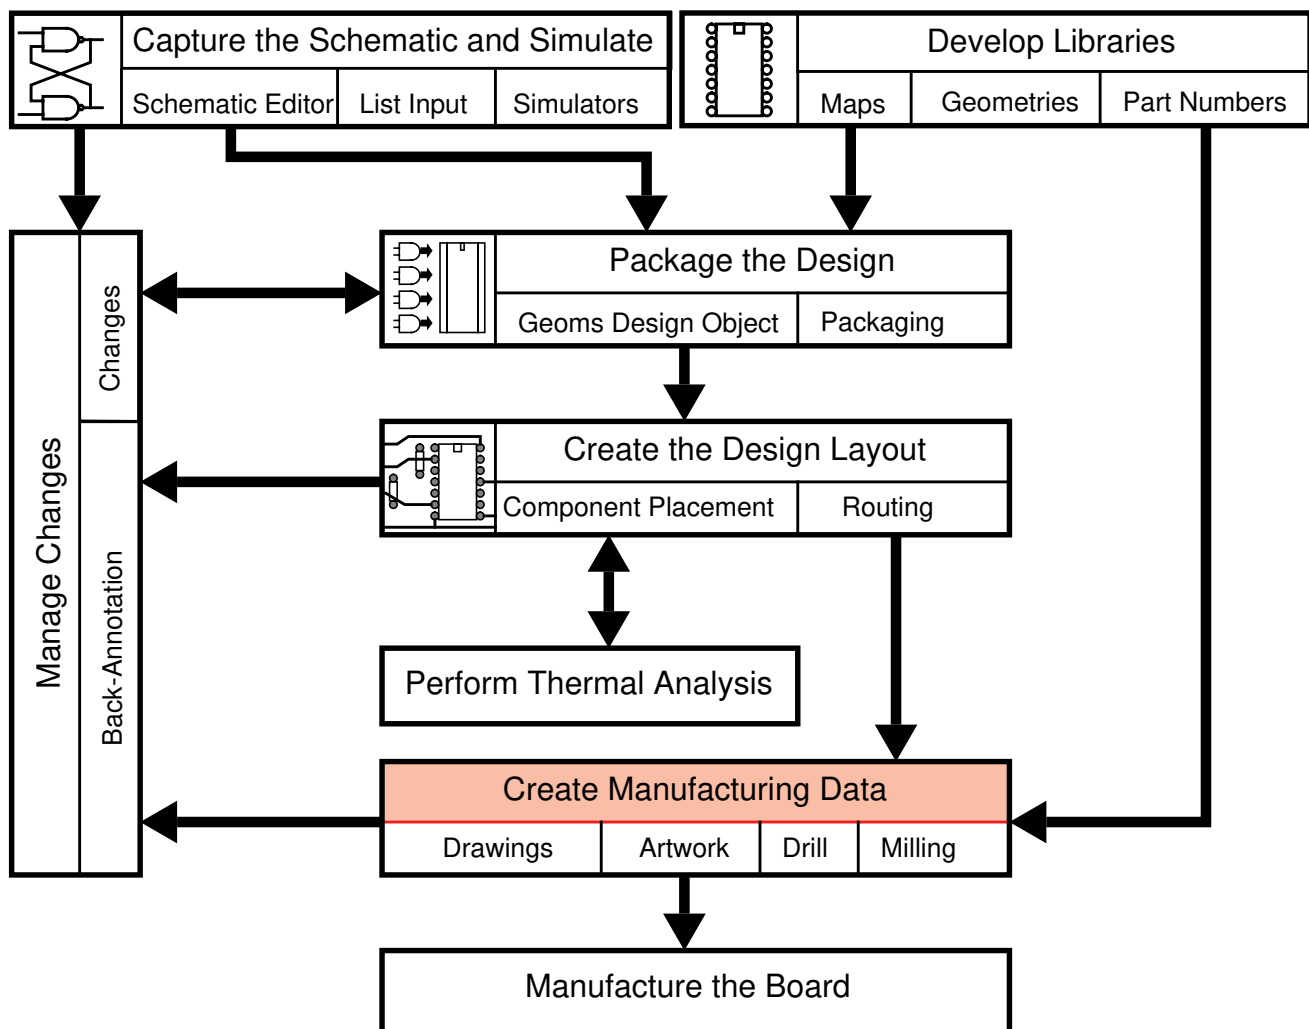 Capture the Schematic and Simulate
Schematic Editor
List Input
Simulators
Develop Libraries
Maps
Geometries
Part Numbers
Manage Changes
Changes
Back-Annotation
Package the Design
Geoms Design Object
Packaging
Create the Design Layout
Component Placement
Routing
Perform Thermal Analysis
Create Manufacturing Data
Drawings
Artwork
Drill
Milling
Manufacture the Board